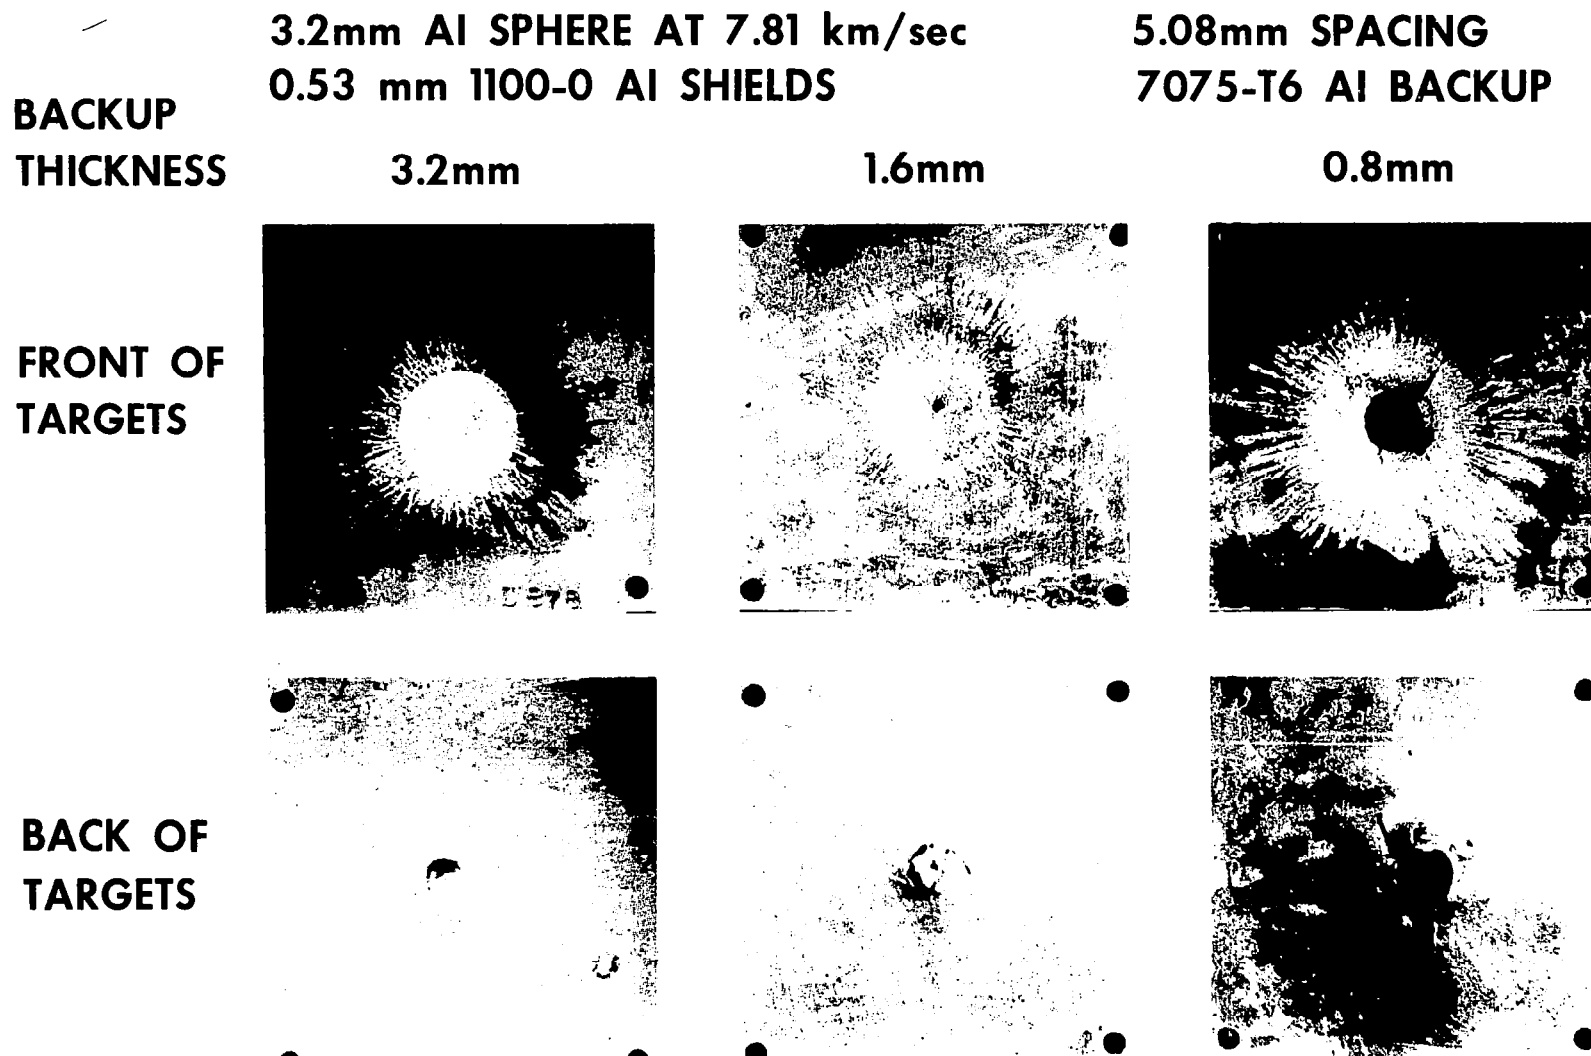 3.2mm Al SPHERE AT 7.81 km/sec
5.08mm SPACING
0.53 mm 1100-0 Al SHIELDS
7075-T6 Al BACKUP
BACKUP
THICKNESS
3.2mm
1.6mm
0.8mm
FRONT OF
TARGETS
BACK OF
TARGETS